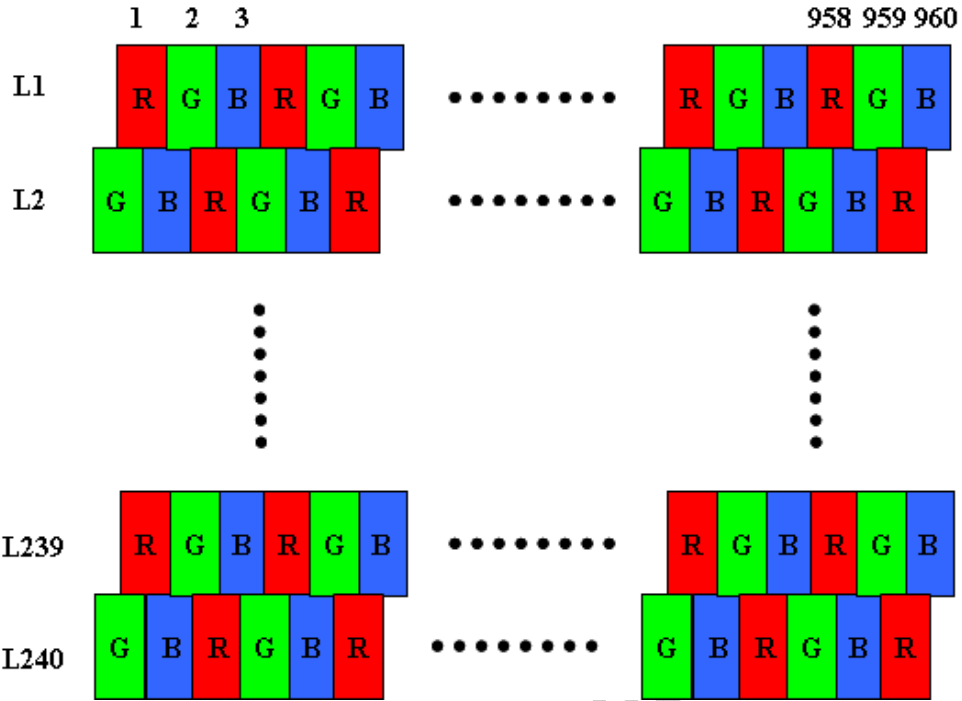 1 2 3 958 959 960
L1 R G B R G B R G B R G B
L2 G B R G B R G B R G B R
L239 R G B R G B R G B R G B
L240 G B R G B R G B R G B R